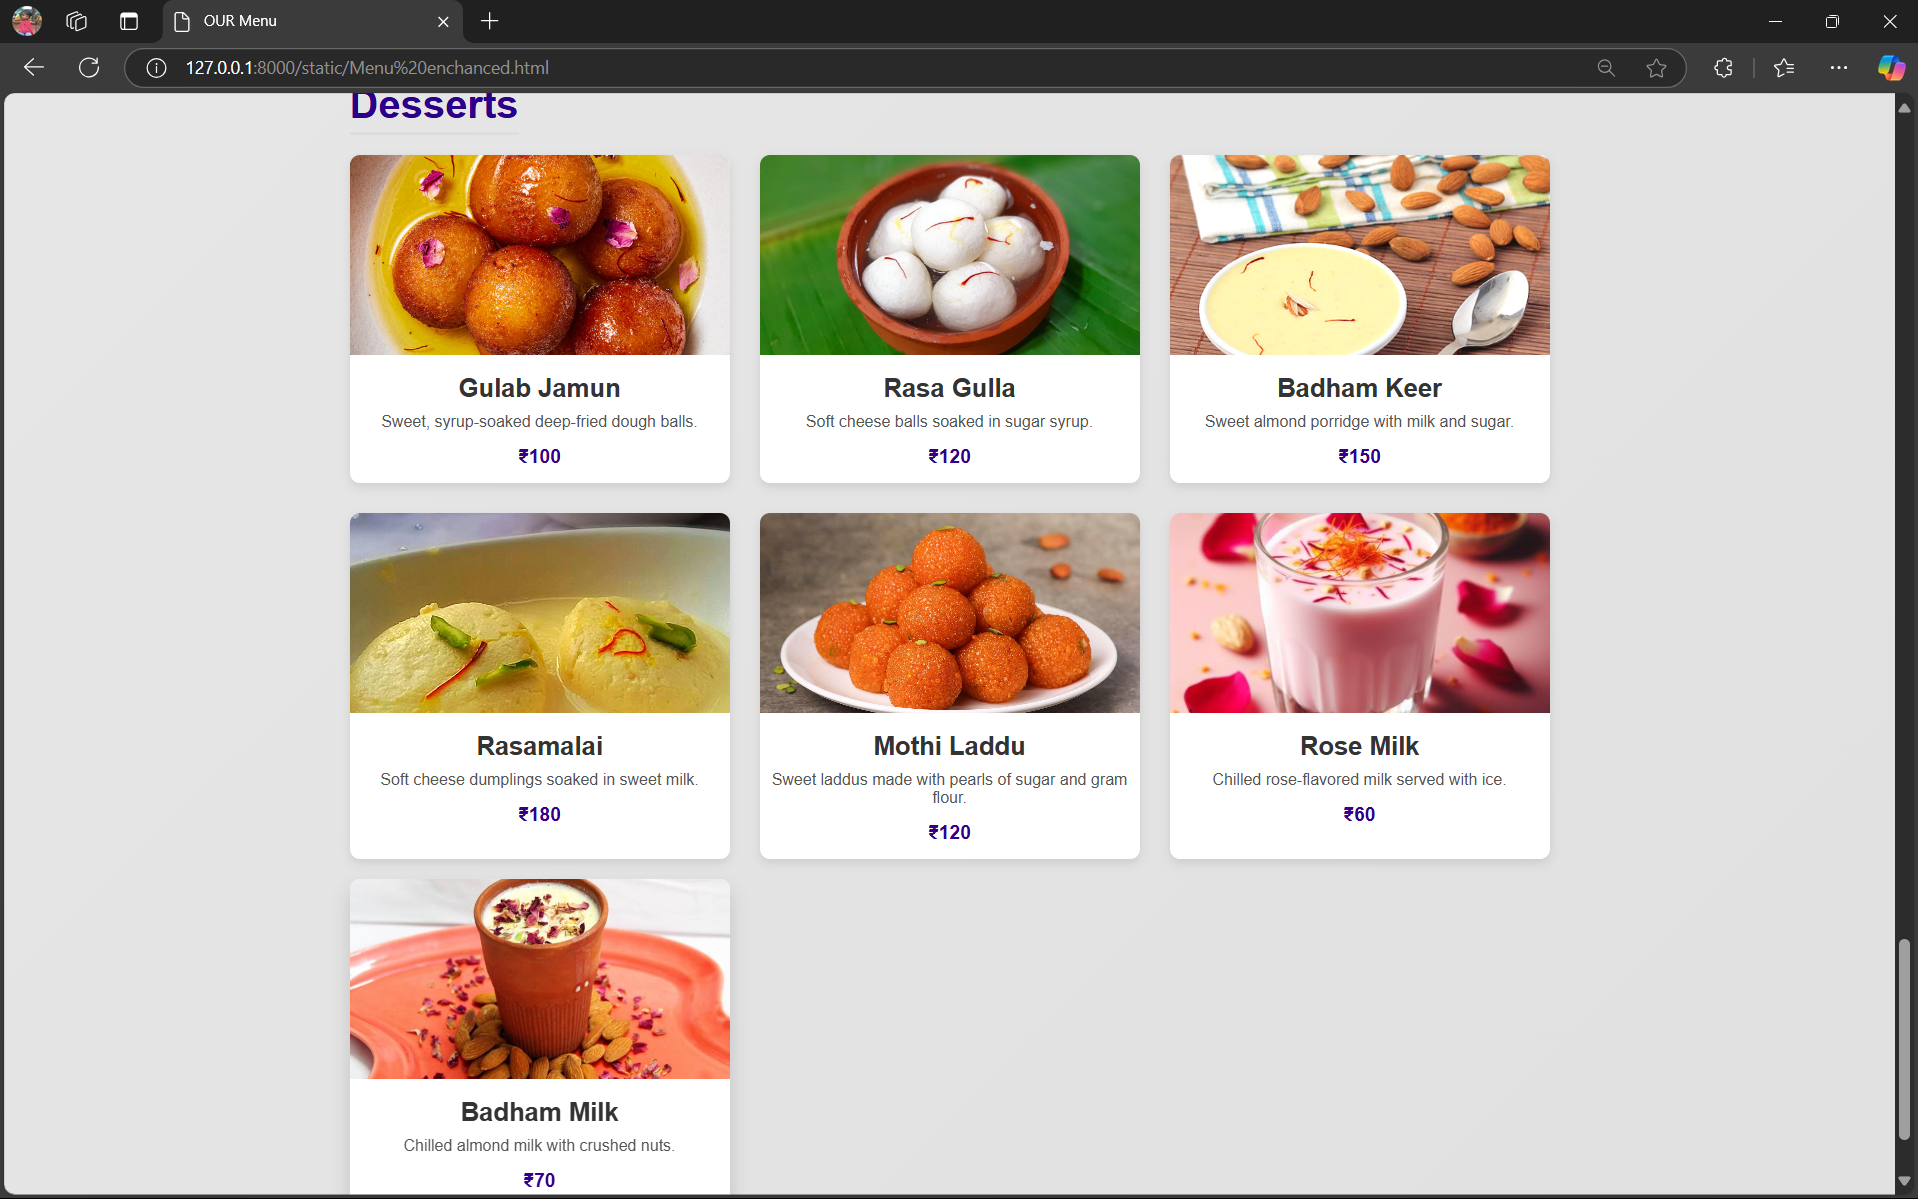 OUR Menu
127.0.0.1:8000/static/Menu%20enchanced.html
Desserts
Gulab Jamun
Sweet, syrup-soaked deep-fried dough balls.
₹100
Rasa Gulla
Soft cheese balls soaked in sugar syrup.
₹120
Badham Keer
Sweet almond porridge with milk and sugar.
₹150
Rasamalai
Soft cheese dumplings soaked in sweet milk.
₹180
Mothi Laddu
Sweet laddus made with pearls of sugar and gram
flour.
₹120
Rose Milk
Chilled rose-flavored milk served with ice.
₹60
Badham Milk
Chilled almond milk with crushed nuts.
₹70